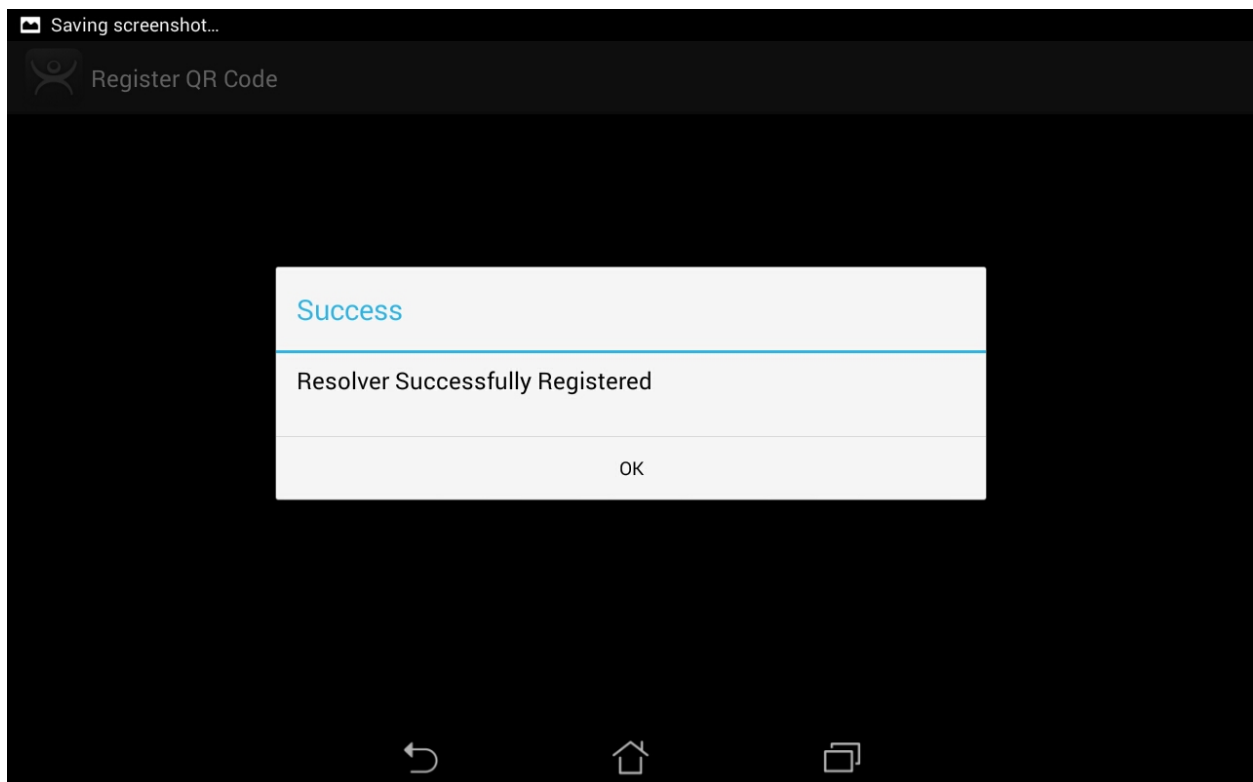 Saving screenshot...
Register QR Code
Success
Resolver Successfully Registered
OK